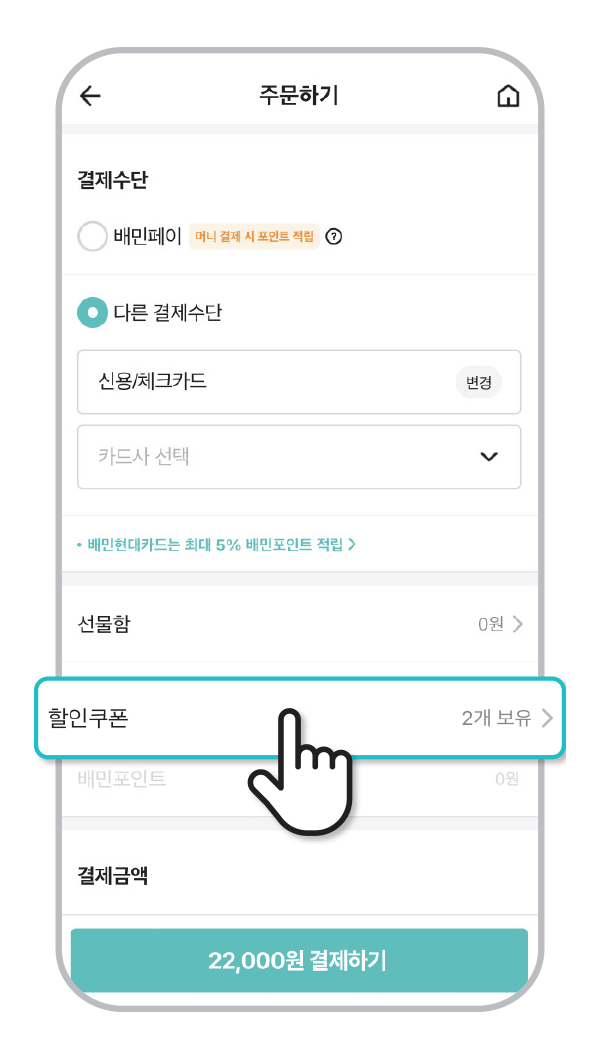 주문하기
결제수단
배민페이 머니 결제 시 포인트 적립 ?
다른 결제수단
신용/체크카드 변경
카드사 선택
• 배민현대카드는 최대 5% 배민포인트 적립 >
선물함 0원 >
할인쿠폰 2개 보유 >
배민포인트 0원
결제금액
22,000원 결제하기